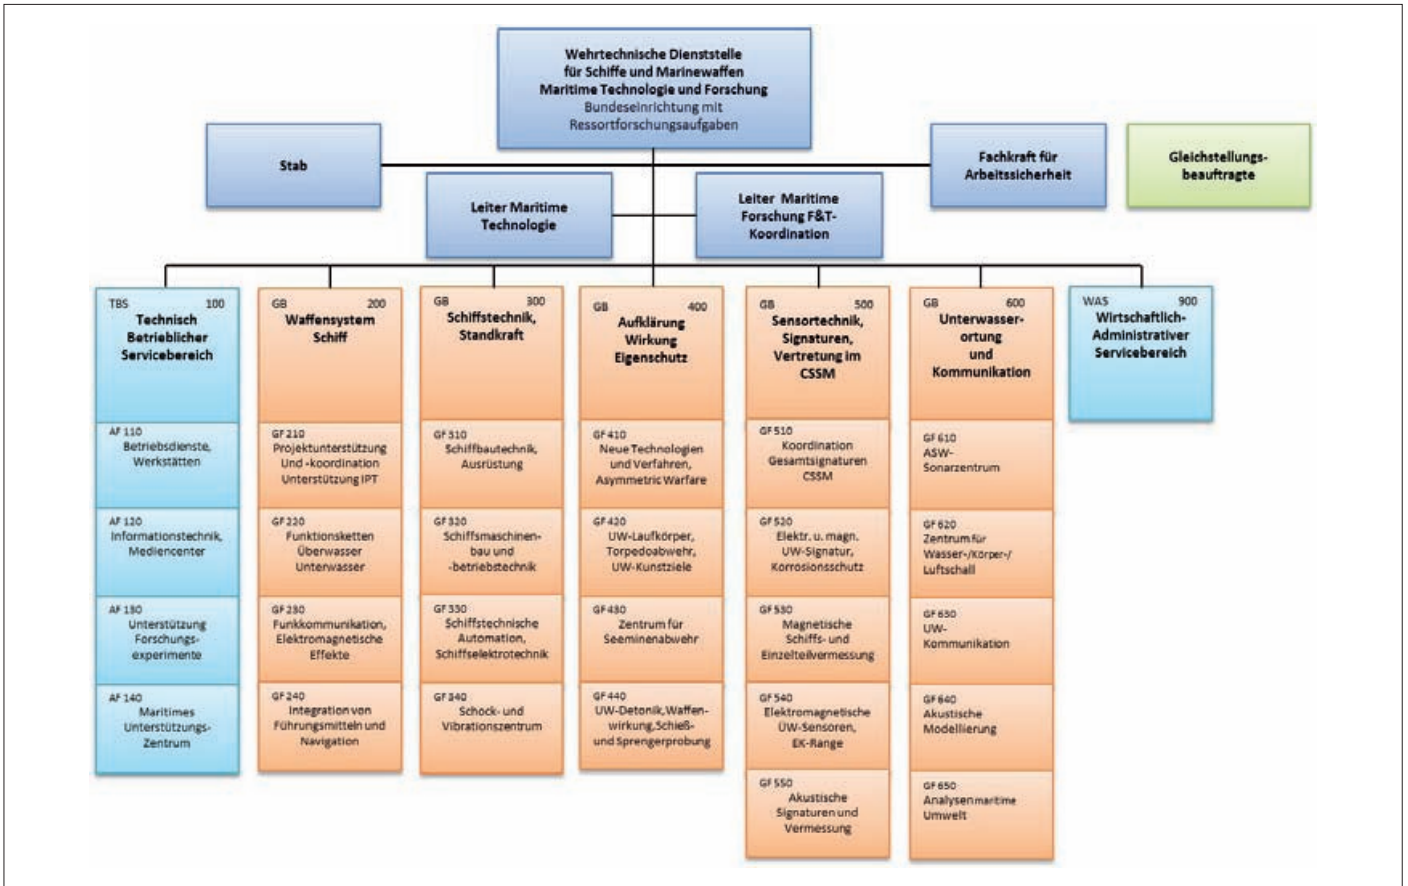 Wehrtechnische Dienststelle
für Schiffe und Marinewaffen
Maritime Technologie und Forschung
Bundeseinrichtung mit
Ressortforschungsaufgaben
Stab
Fachkraft für
Arbeitssicherheit
Gleichstellungs-
beauftragte
Leiter Maritime
Technologie
Leiter Maritime
Forschung F&T-
Koordination
TBS 100
Technisch
Betrieblicher
Servicebereich
AF 110
Betriebsdienste,
Werkstätten
AF 120
Informationstechnik,
Mediencenter
AF 130
Unterstützung
Forschungs-
experimente
AF 140
Maritimes
Unterstützungs-
Zentrum
GB 200
Waffensystem
Schiff
GF 210
Projektunterstützung
Und -koordination
Unterstützung IPT
GF 220
Funktionsketten
Überwasser
Unterwasser
GF 230
Funkkommunikation,
Elektromagnetische
Effekte
GF 240
Integration von
Führungsmitteln und
Navigation
GB 300
Schiffstechnik,
Standkraft
GF 310
Schiffbautechnik,
Ausrüstung
GF 320
Schiffsmaschinen-
bau und
-betriebstechnik
GF 330
Schiffstechnische
Automation,
Schiffselektrotechnik
GF 340
Schock- und
Vibrationszentrum
GB 400
Aufklärung
Wirkung
Eigenschutz
GF 410
Neue Technologien
und Verfahren,
Asymmetric Warfare
GF 420
UW-Laufkörper,
Torpedoabwehr,
UW-Kunstziele
GF 430
Zentrum für
Seeminenabwehr
GF 440
UW-Detonik, Waffen-
wirkung, Schieß-
und Sprengerprobung
GB 500
Sensortechnik,
Signaturen,
Vertretung im
CSSM
GF 510
Koordination
Gesamtsignaturen
CSSM
GF 520
Elektr. u. magn.
UW-Signatur,
Korrosionsschutz
GF 530
Magnetische
Schiffs- und
Einzelteilvermessung
GF 540
Elektromagnetische
ÜW-Sensoren,
EK-Range
GF 550
Akustische
Signaturen und
Vermessung
GB 600
Unterwasser-
ortung
und
Kommunikation
GF 610
ASW-
Sonarzentrum
GF 620
Zentrum für
Wasser-/Körper-/
Luftschall
GF 630
UW-
Kommunikation
GF 640
Akustische
Modellierung
GF 650
Analysen maritime
Umwelt
WAS 900
Wirtschaftlich-
Administrativer
Servicebereich